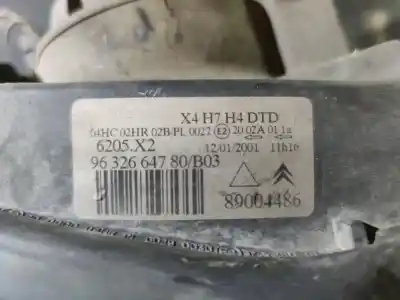 X4 H7 H4 DTD
04HC 02HR 02B PL 0022 E2 20 02A 01 1a
6205.X2 12/01/2001 11h16
96 326 647 80/B03
89004486